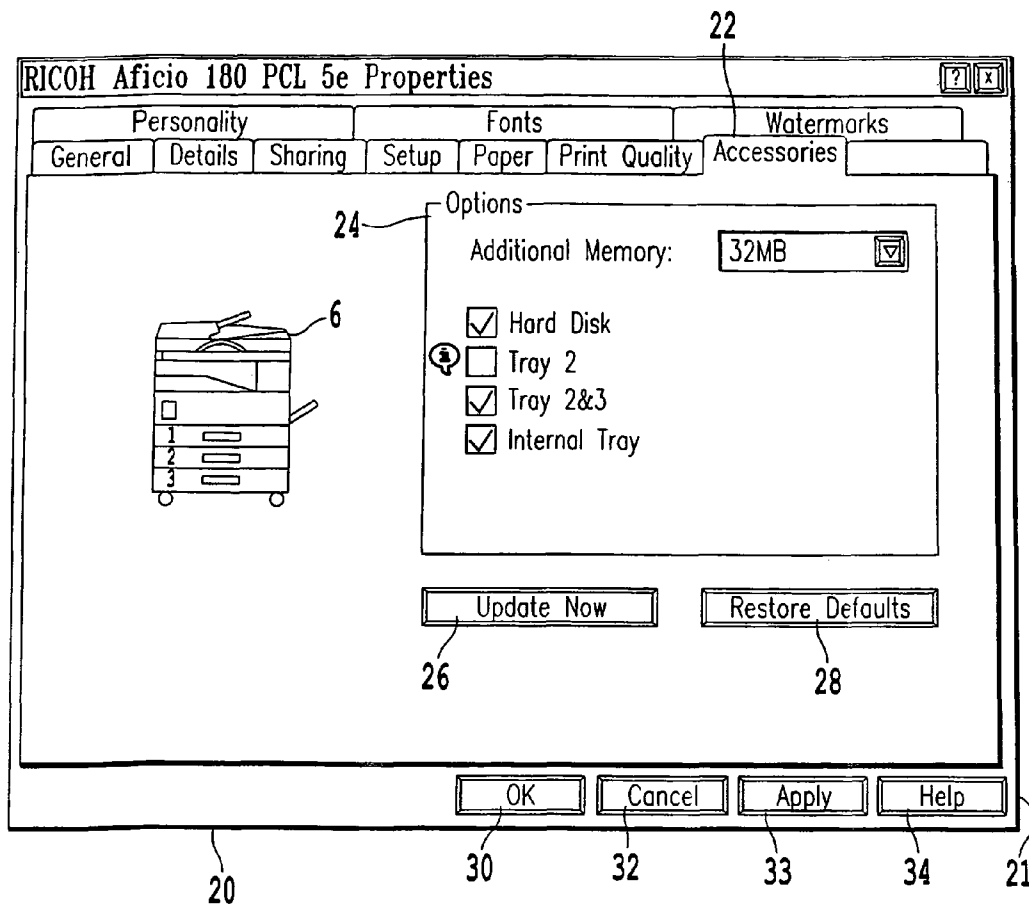 22
RICOH Aficio 180 PCL 5e Properties ? x
Personality Fonts Watermarks
General Details Sharing Setup Paper Print Quality Accessories
24 Options
Additional Memory: 32MB
6
Hard Disk
i Tray 2
Tray 2&3
Internal Tray
1
2
3
Update Now Restore Defaults
26 28
OK Cancel Apply Help
20 30 32 33 34 21